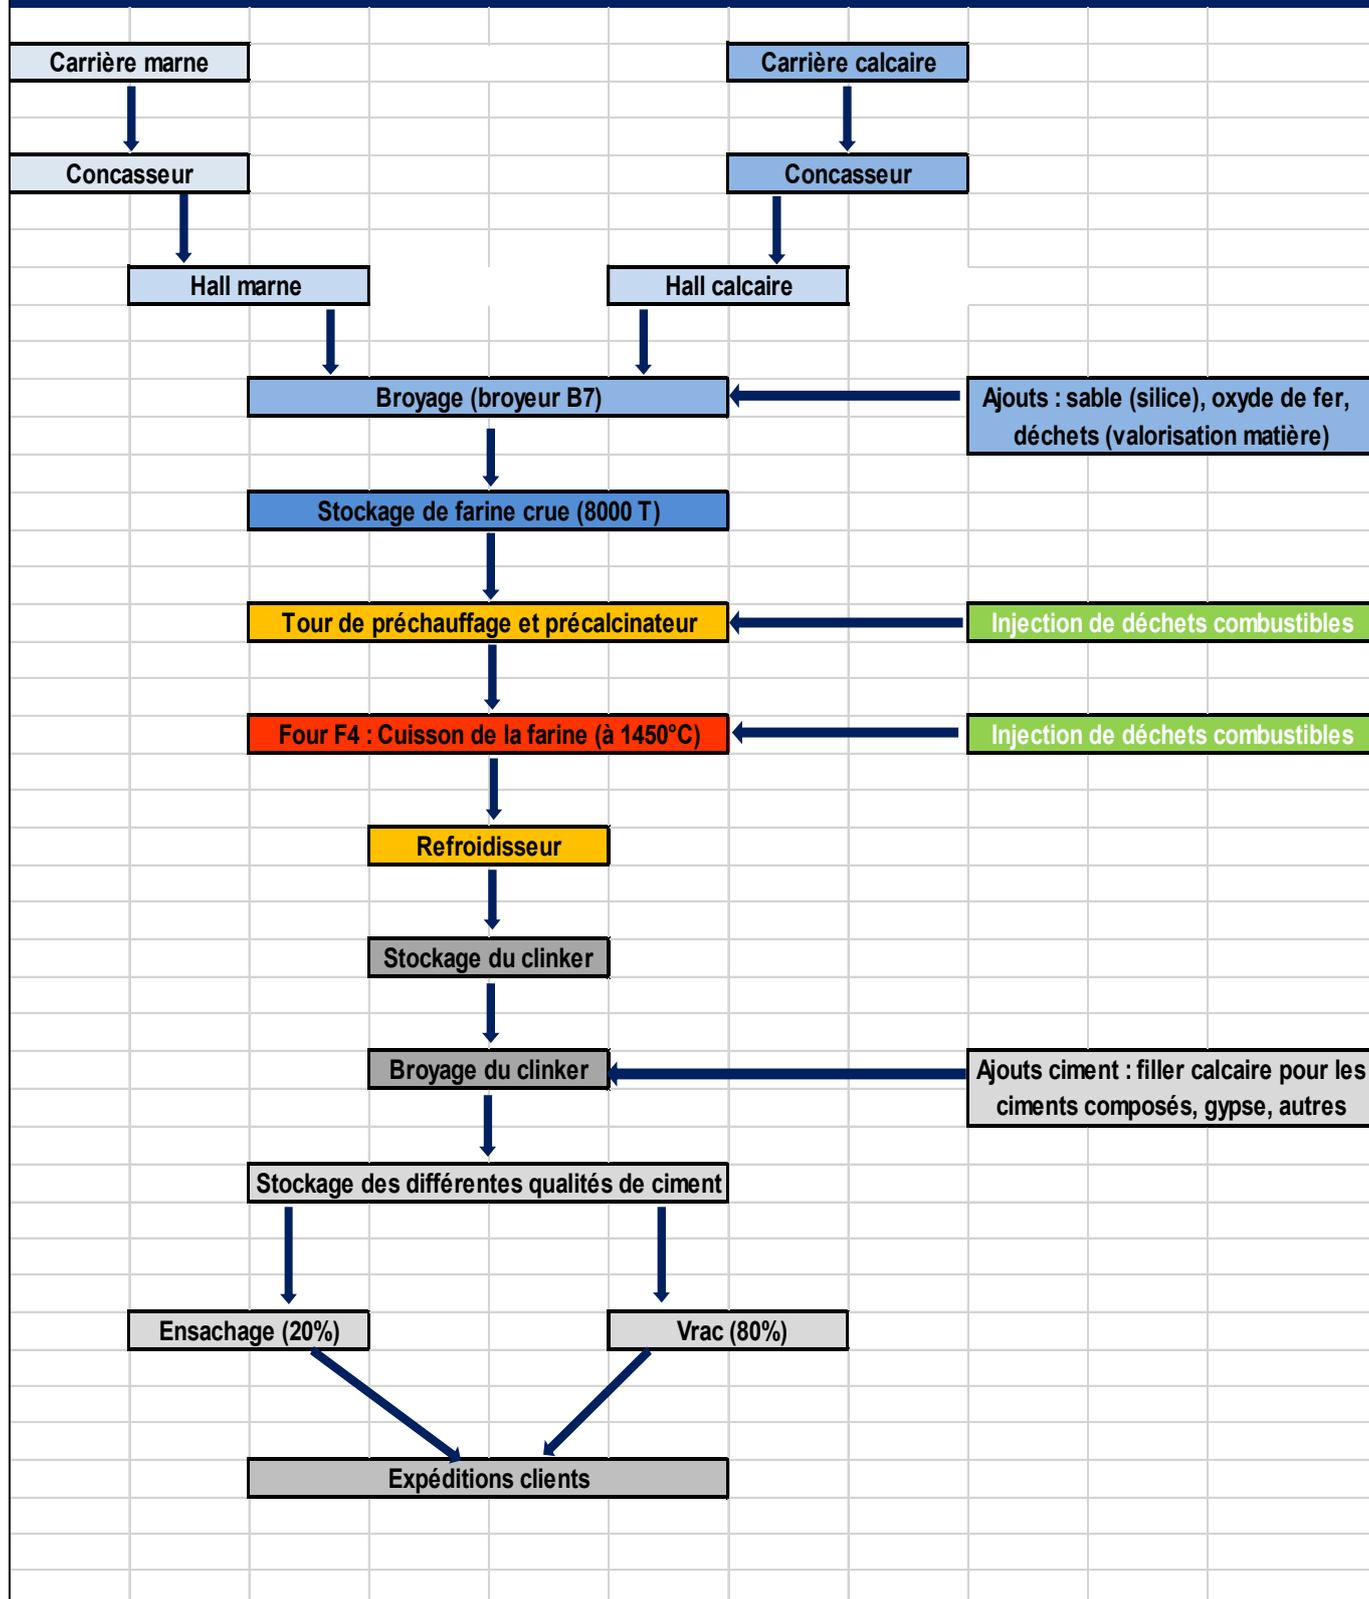 Carrière marne
Carrière calcaire
Concasseur
Concasseur
Hall marne
Hall calcaire
Broyage (broyeur B7)
Ajouts : sable (silice), oxyde de fer,
déchets (valorisation matière)
Stockage de farine crue (8000 T)
Tour de préchauffage et précalcinateur
Injection de déchets combustibles
Four F4 : Cuisson de la farine (à 1450°C)
Injection de déchets combustibles
Refroidisseur
Stockage du clinker
Broyage du clinker
Ajouts ciment : filler calcaire pour les
ciments composés, gypse, autres
Stockage des différentes qualités de ciment
Ensachage (20%)
Vrac (80%)
Expéditions clients